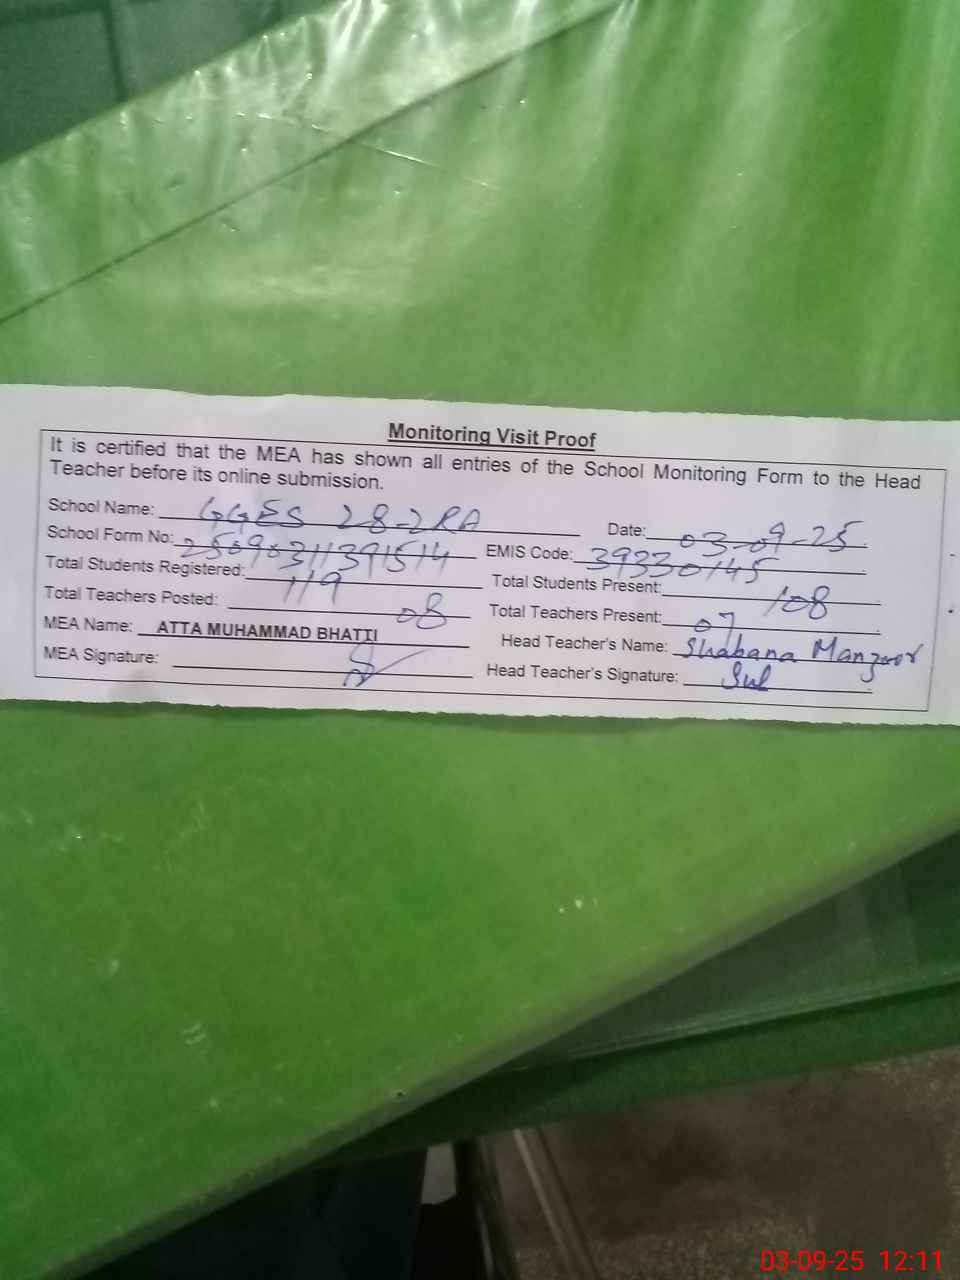 Monitoring Visit Proof
It is certified that the MEA has shown all entries of the School Monitoring Form to the Head
Teacher before its online submission.
School Name: GGES 28-2RA Date: 03-09-25
School Form No: 25090311391514 EMIS Code: 39330145
Total Students Registered: 119 Total Students Present: 108
Total Teachers Posted: 08 Total Teachers Present: 07
MEA Name: ATTA MUHAMMAD BHATTI Head Teacher's Name: Shabana Manzoor
MEA Signature: Head Teacher's Signature:
03-09-25 12:11